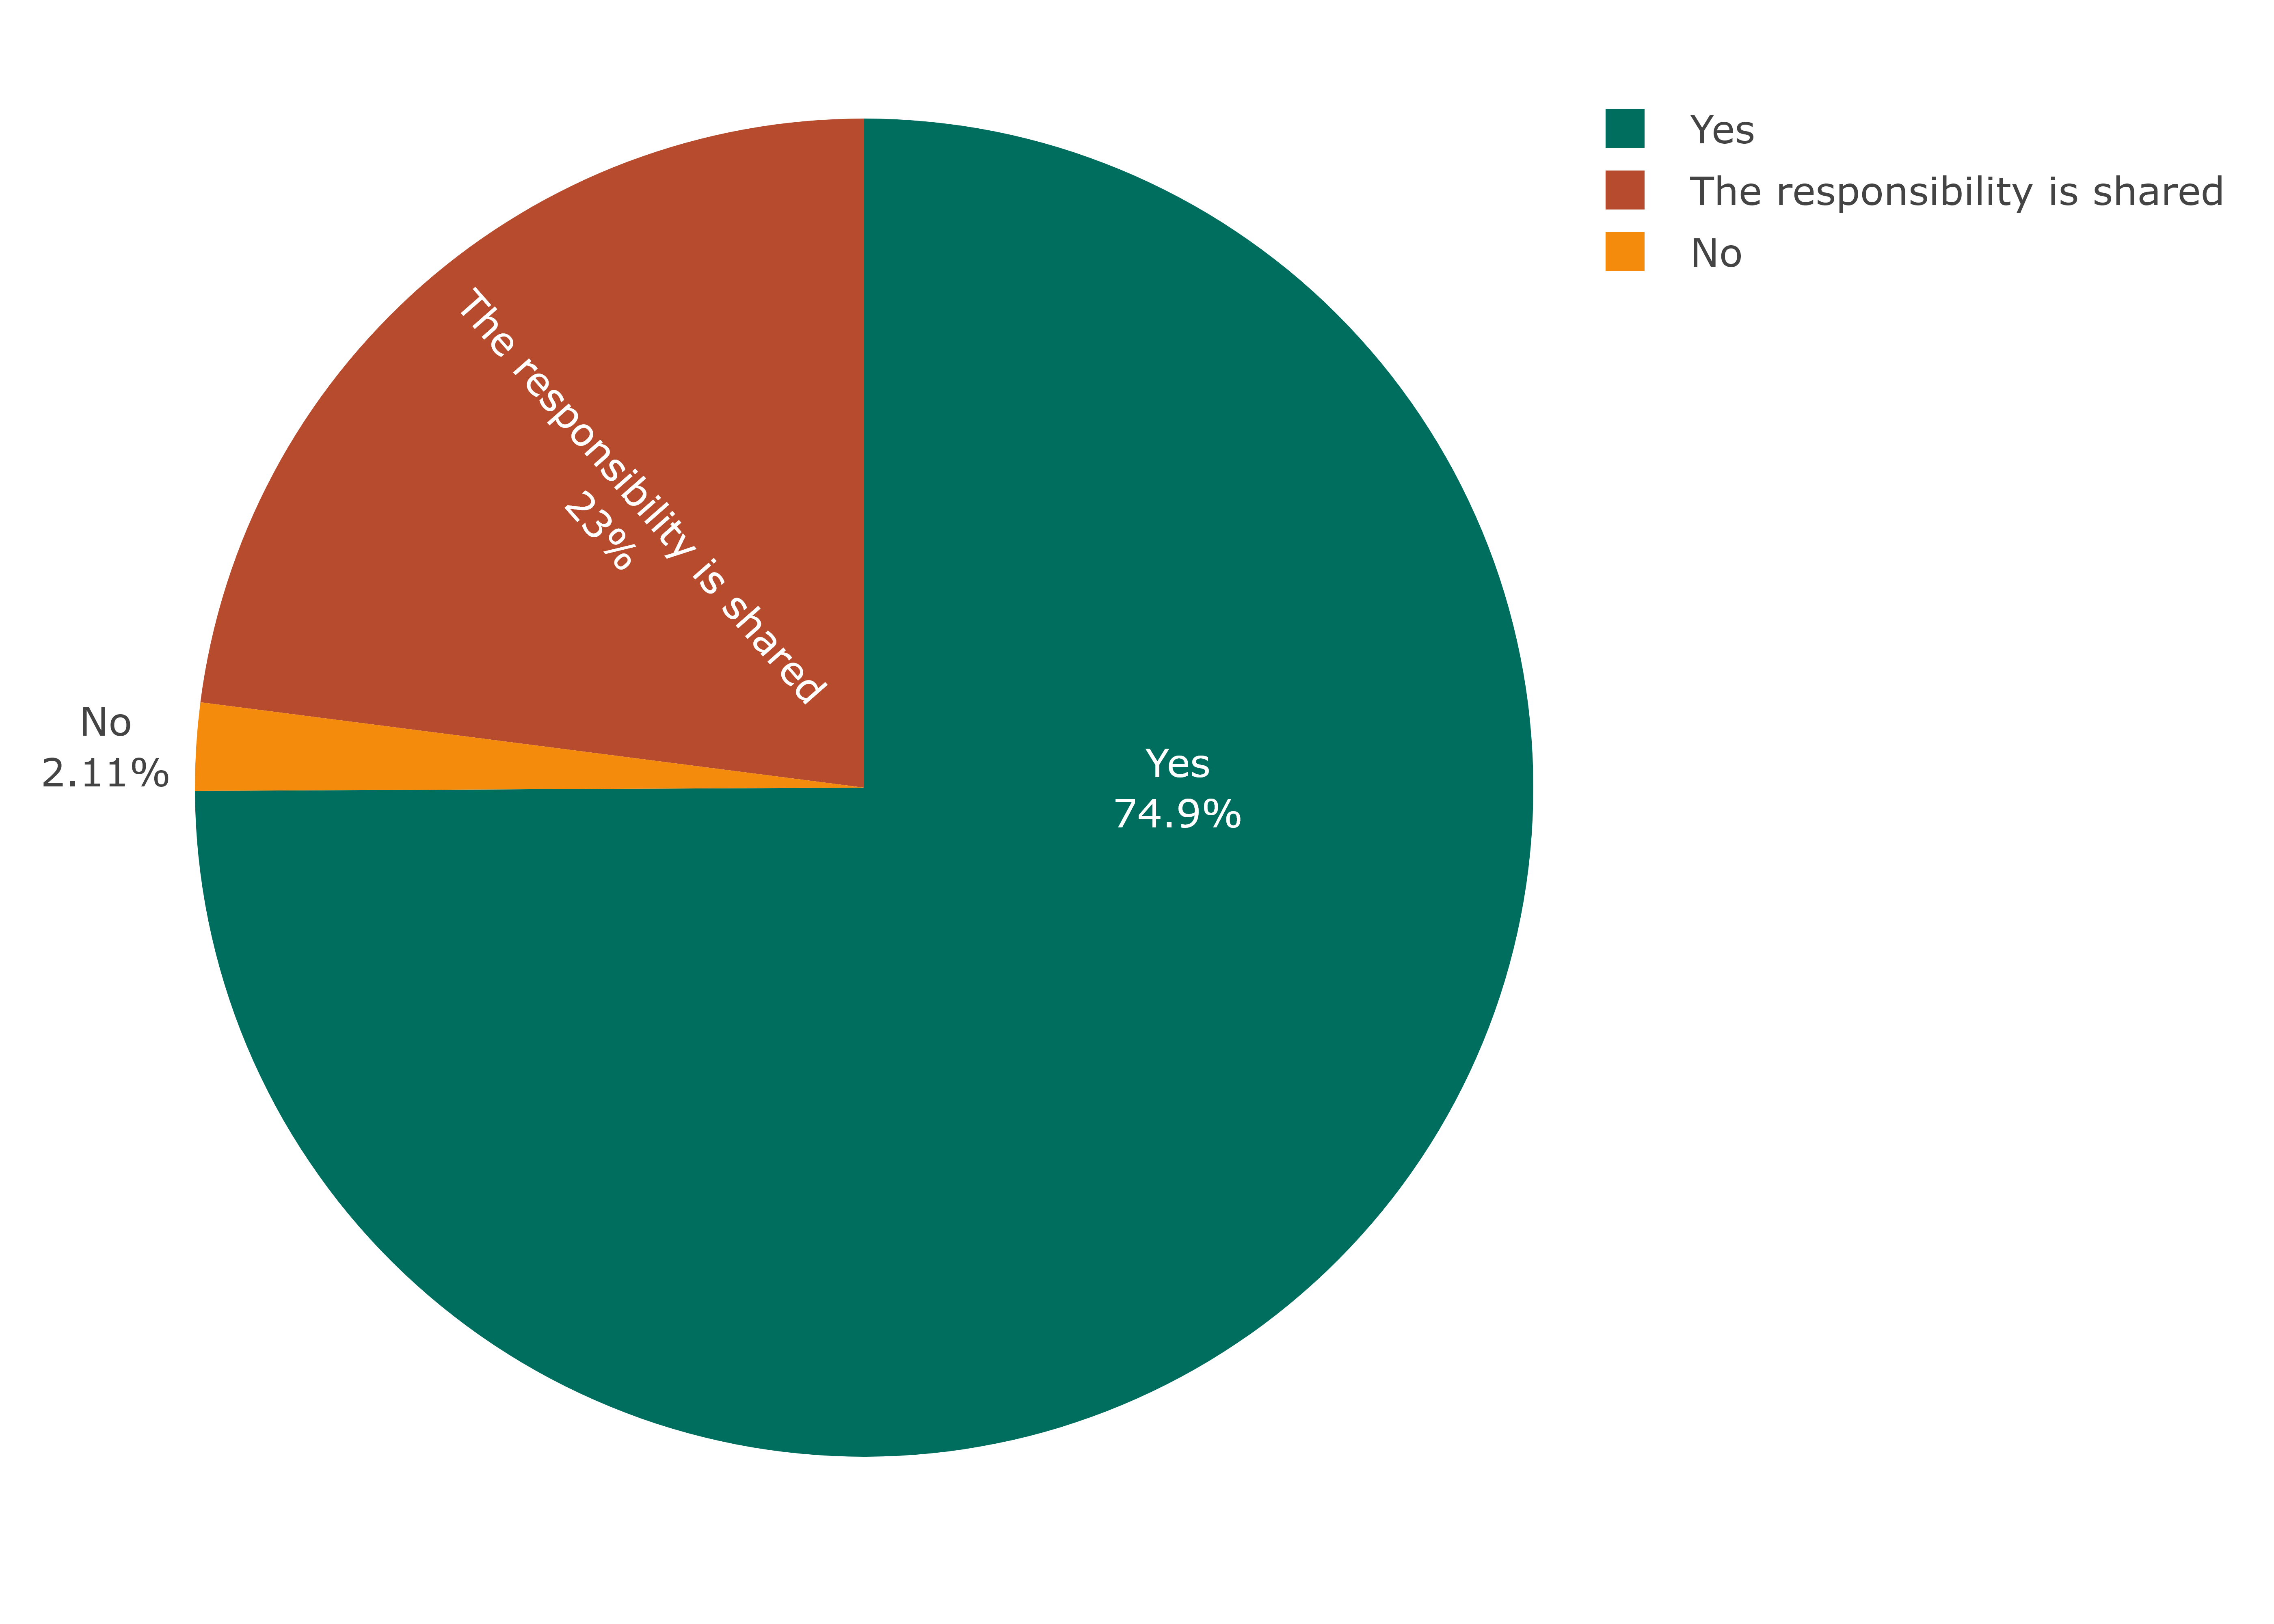 Yes
The responsibility is shared
No
The responsibility is shared
23%
No
2.11%
Yes
74.9%